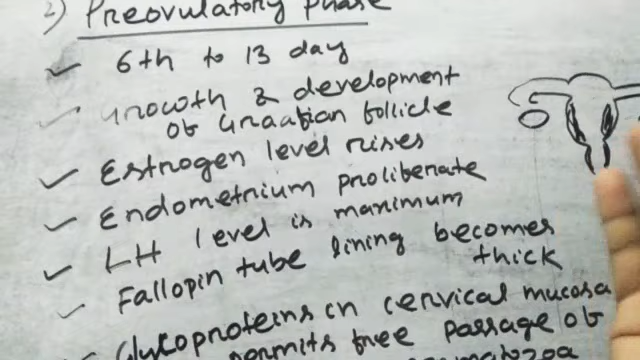 2) Preovulatory Phase
6th to 13 day
Growth & development
of Graafian follicle
Estrogen level rises
Endometrium proliferate
LH level is maximum
Fallopin tube lining becomes
thick
Glycoproteins in cervical mucosa
permits free passage of